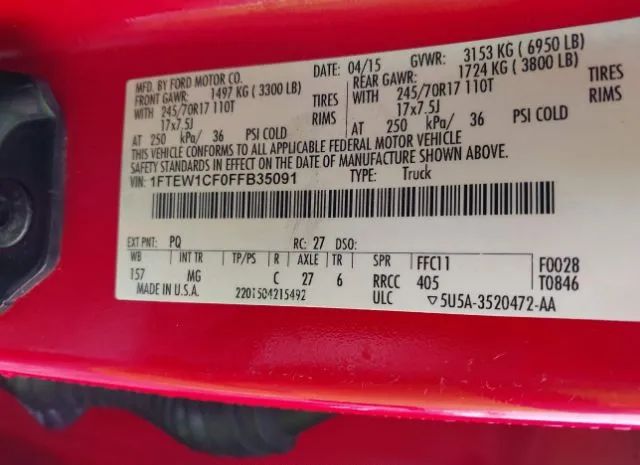 MFD. BY FORD MOTOR CO.
DATE: 04/15 GVWR: 3153 KG ( 6950 LB)
FRONT GAWR: 1497 KG ( 3300 LB)
REAR GAWR: 1724 KG ( 3800 LB)
WITH 245/70R17 110T TIRES
WITH 245/70R17 110T TIRES
17x7.5J RIMS
17x7.5J RIMS
AT 250 kPa/ 36 PSI COLD
AT 250 kPa/ 36 PSI COLD
THIS VEHICLE CONFORMS TO ALL APPLICABLE FEDERAL MOTOR VEHICLE
SAFETY STANDARDS IN EFFECT ON THE DATE OF MANUFACTURE SHOWN ABOVE.
VIN: 1FTEW1CF0FFB35091 TYPE: Truck
EXT PNT: PQ RC: 27 DSO:
WB INT TR TP/PS R AXLE TR SPR FFC11 F0028
157 MG C 27 6 RRCC 405 T0846
MADE IN U.S.A. 2201504215492 ULC ▽5U5A-3520472-AA